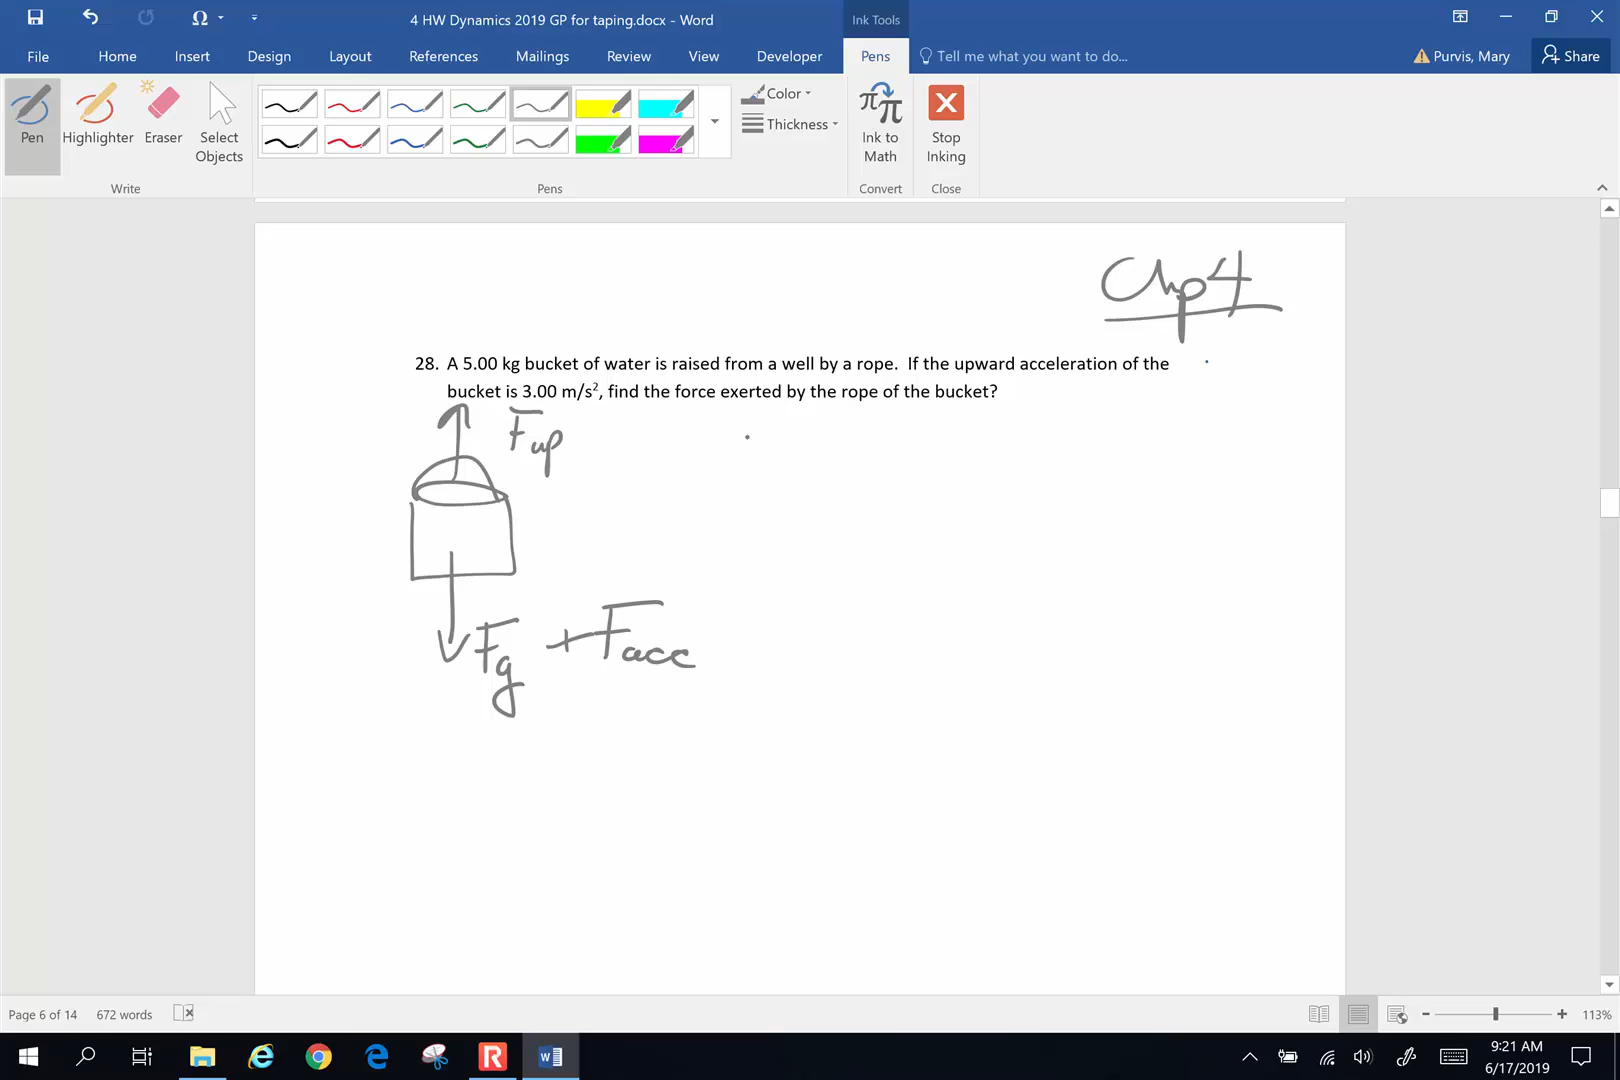 4 HW Dynamics 2019 GP for taping.docx - Word
Ink Tools
File Home Insert Design Layout References Mailings Review View Developer Pens Tell me what you want to do... Purvis, Mary Share
Pen Highlighter Eraser Select Objects
Color
Thickness
Ink to Math
Stop Inking
Write Pens Convert Close
Chp 4
28. A 5.00 kg bucket of water is raised from a well by a rope. If the upward acceleration of the
bucket is 3.00 m/s², find the force exerted by the rope of the bucket?
Fup
Fg + Facc
Page 6 of 14 672 words 113%
9:21 AM
6/17/2019